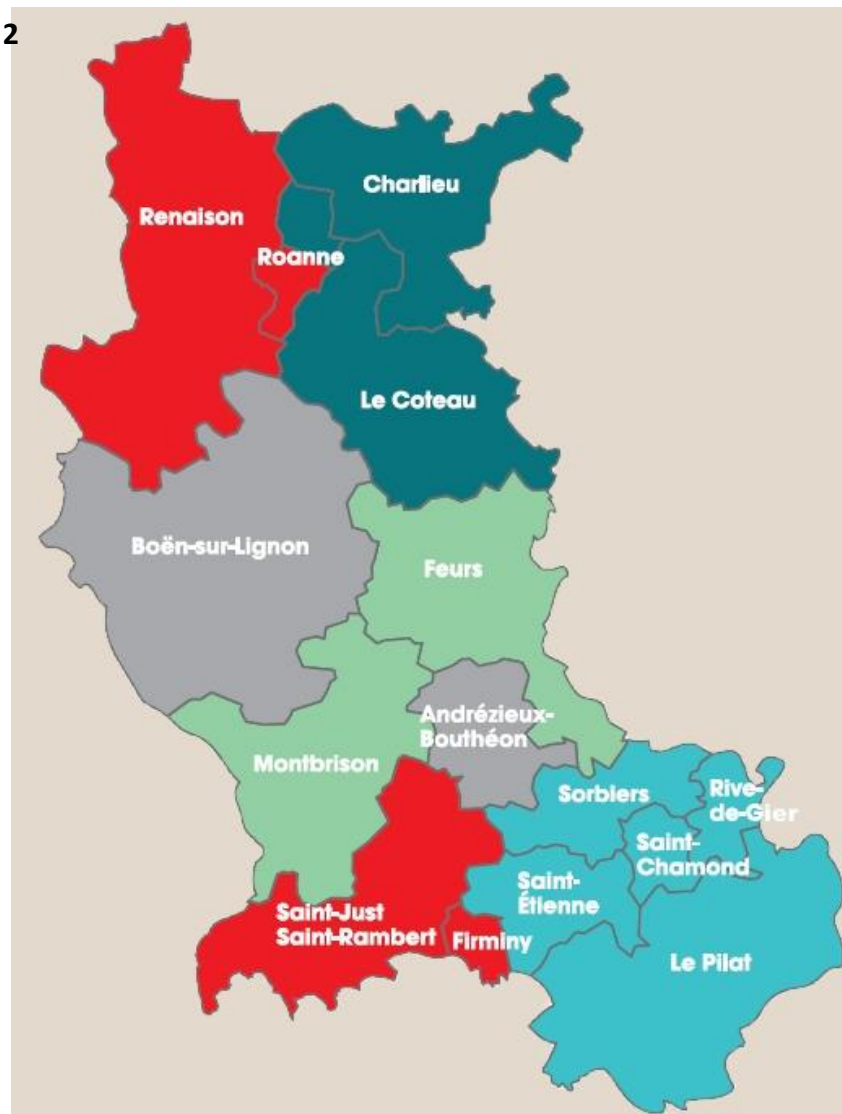 2
Charlieu
Renaison
Roanne
Le Coteau
Boën-sur-Lignon
Feurs
Andrézieux-
Bouthéon
Montbrison
Sorbiers
Rive-
de-Gier
Saint-
Chamond
Saint-
Étienne
Saint-Just
Saint-Rambert
Firminy
Le Pilat